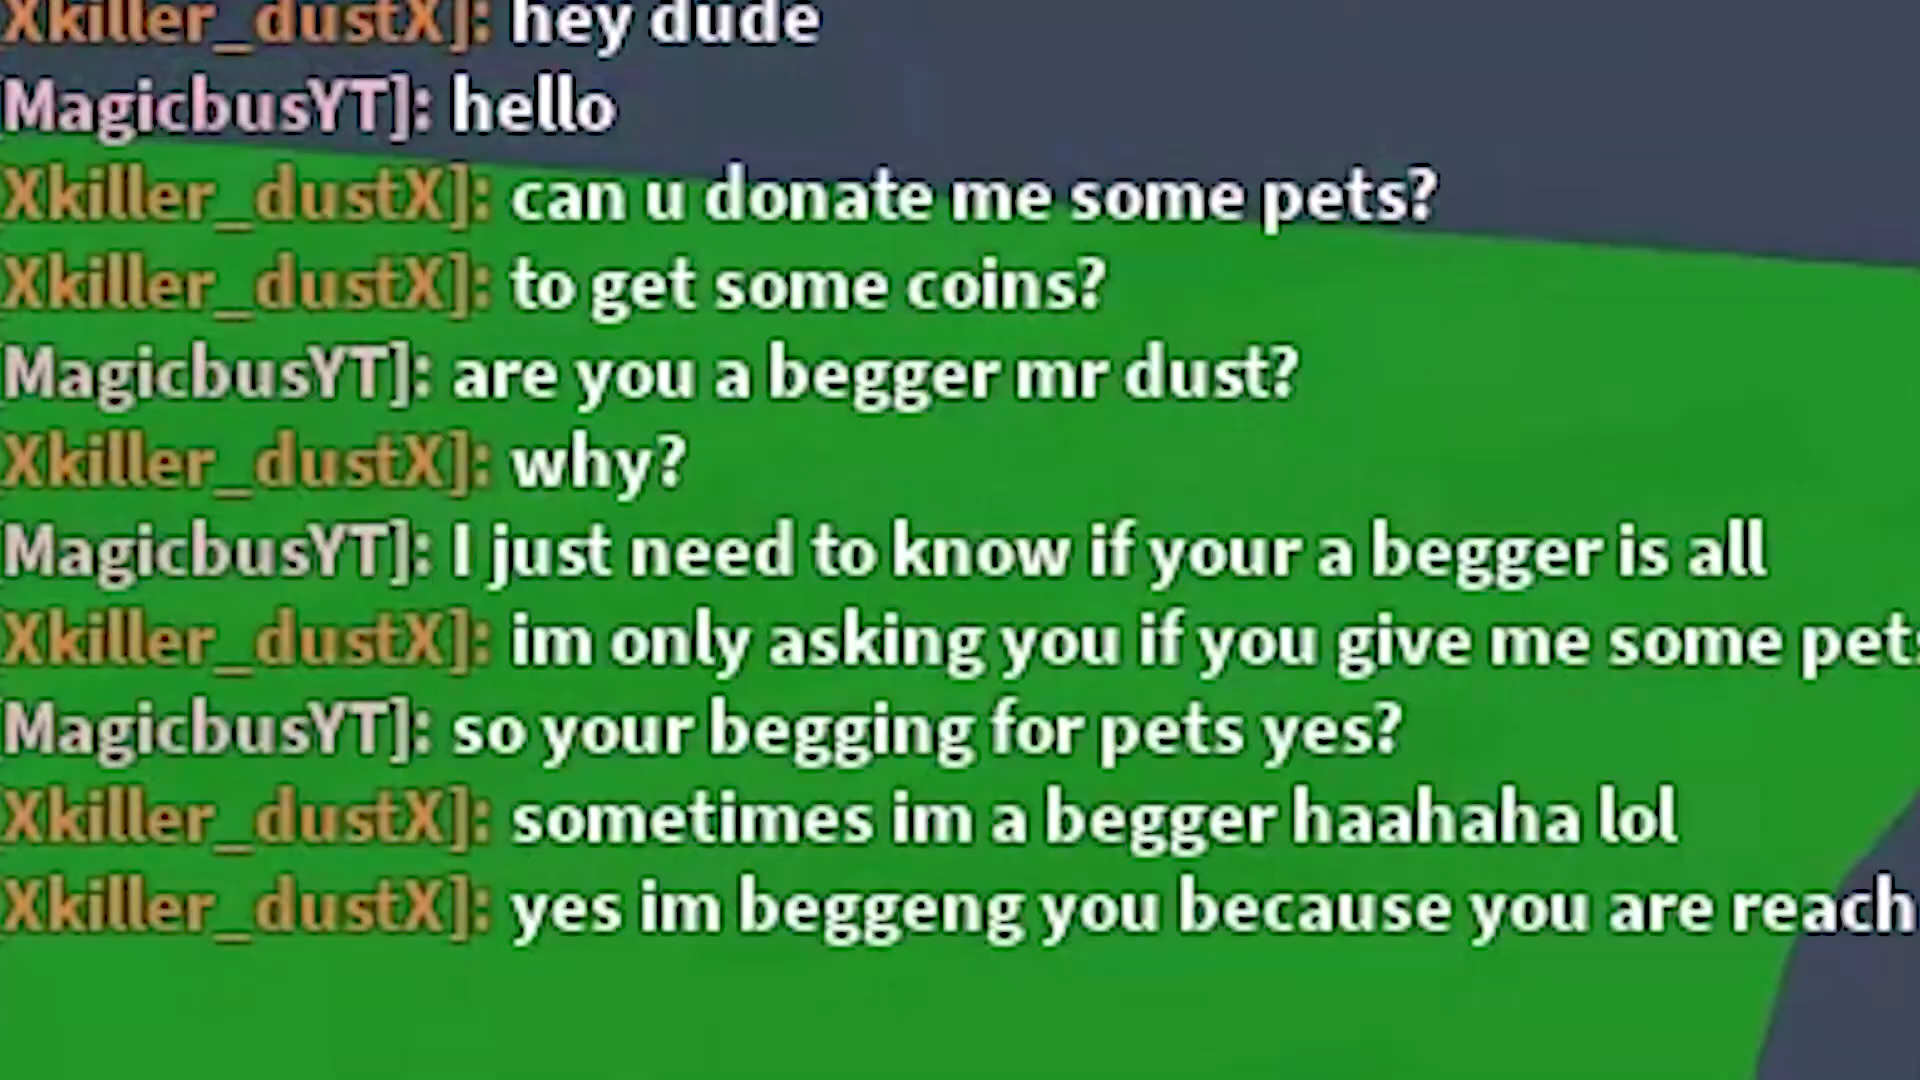 Xkiller_dustX]: hey dude
MagicbusYT]: hello
Xkiller_dustX]: can u donate me some pets?
Xkiller_dustX]: to get some coins?
MagicbusYT]: are you a begger mr dust?
Xkiller_dustX]: why?
MagicbusYT]: I just need to know if your a begger is all
Xkiller_dustX]: im only asking you if you give me some pets
MagicbusYT]: so your begging for pets yes?
Xkiller_dustX]: sometimes im a begger haahaha lol
Xkiller_dustX]: yes im beggeng you because you are reach